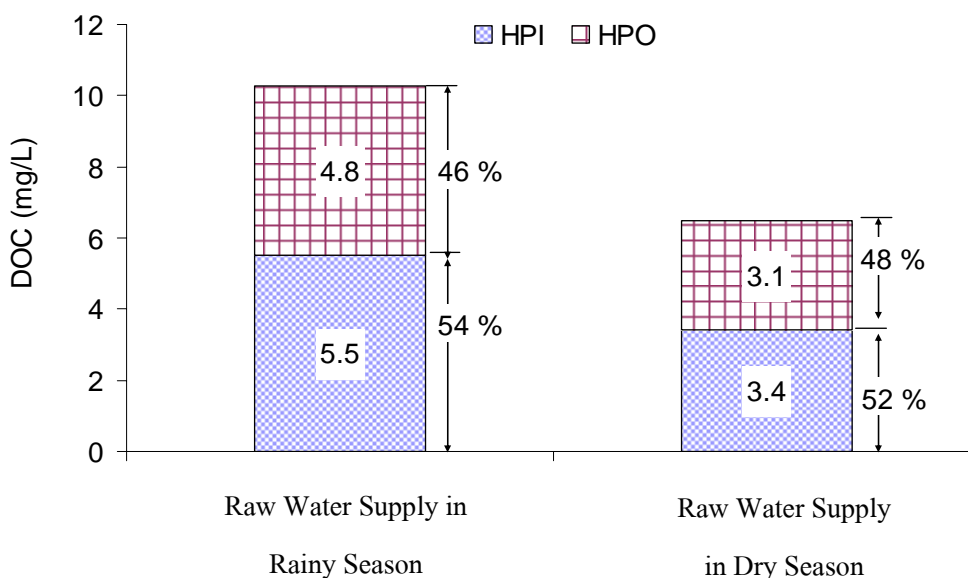 HPI HPO
DOC (mg/L)
12
10
8
6
4
2
0
4.8
46 %
5.5
54 %
3.1
48 %
3.4
52 %
Raw Water Supply in
Rainy Season
Raw Water Supply
in Dry Season